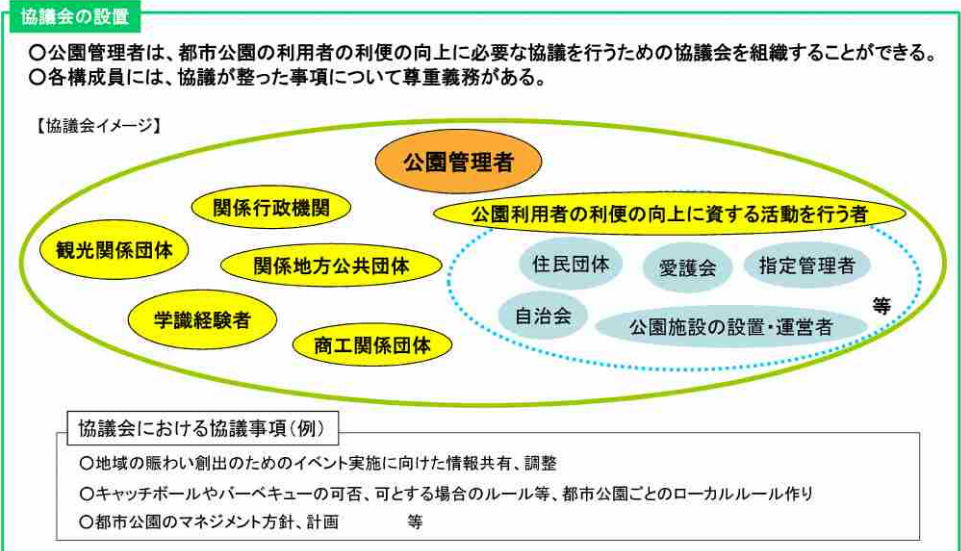 協議会の設置
○公園管理者は、都市公園の利用者の利便の向上に必要な協議を行うための協議会を組織することができる。
○各構成員には、協議が整った事項について尊重義務がある。
【協議会イメージ】
公園管理者
関係行政機関
公園利用者の利便の向上に資する活動を行う者
観光関係団体
関係地方公共団体
住民団体
愛護会
指定管理者
学識経験者
自治会
公園施設の設置・運営者
等
商工関係団体
協議会における協議事項(例)
○地域の賑わい創出のためのイベント実施に向けた情報共有、調整
○キャッチボールやバーベキューの可否、可とする場合のルール等、都市公園ごとのローカルルール作り
○都市公園のマネジメント方針、計画　　　　等